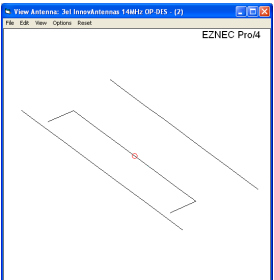 View Antenna: 3el InnovAntennas 14MHz OP-DES - (2)
File Edit View Options Reset
EZNEC Pro/4